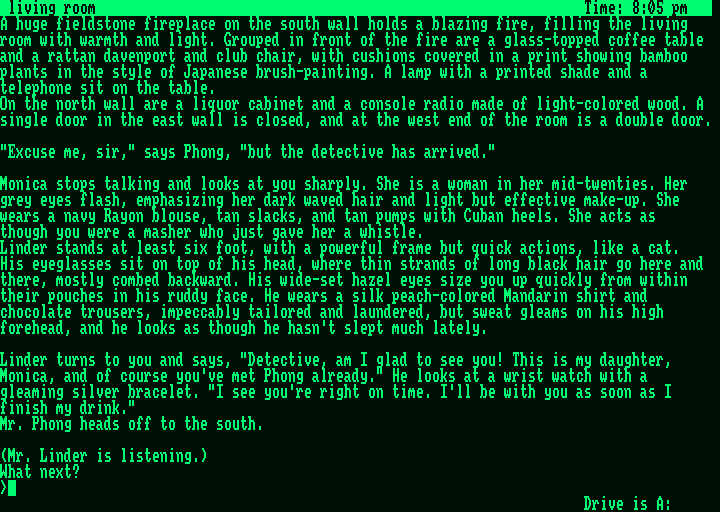 living room Time: 8:05 pm
A huge fieldstone fireplace on the south wall holds a blazing fire, filling the living
room with warmth and light. Grouped in front of the fire are a glass-topped coffee table
and a rattan davenport and club chair, with cushions covered in a print showing bamboo
plants in the style of Japanese brush-painting. A lamp with a printed shade and a
telephone sit on the table.
On the north wall are a liquor cabinet and a console radio made of light-colored wood. A
single door in the east wall is closed, and at the west end of the room is a double door.
"Excuse me, sir," says Phong, "but the detective has arrived."
Monica stops talking and looks at you sharply. She is a woman in her mid-twenties. Her
grey eyes flash, emphasizing her dark waved hair and light but effective make-up. She
wears a navy Rayon blouse, tan slacks, and tan pumps with Cuban heels. She acts as
though you were a masher who just gave her a whistle.
Linder stands at least six foot, with a powerful frame but quick actions, like a cat.
His eyeglasses sit on top of his head, where thin strands of long black hair go here and
there, mostly combed backward. His wide-set hazel eyes size you up quickly from within
their pouches in his ruddy face. He wears a silk peach-colored Mandarin shirt and
chocolate trousers, impeccably tailored and laundered, but sweat gleams on his high
forehead, and he looks as though he hasn't slept much lately.
Linder turns to you and says, "Detective, am I glad to see you! This is my daughter,
Monica, and of course you've met Phong already." He looks at a wrist watch with a
gleaming silver bracelet. "I see you're right on time. I'll be with you as soon as I
finish my drink."
Mr. Phong heads off to the south.
(Mr. Linder is listening.)
What next?
>
Drive is A: